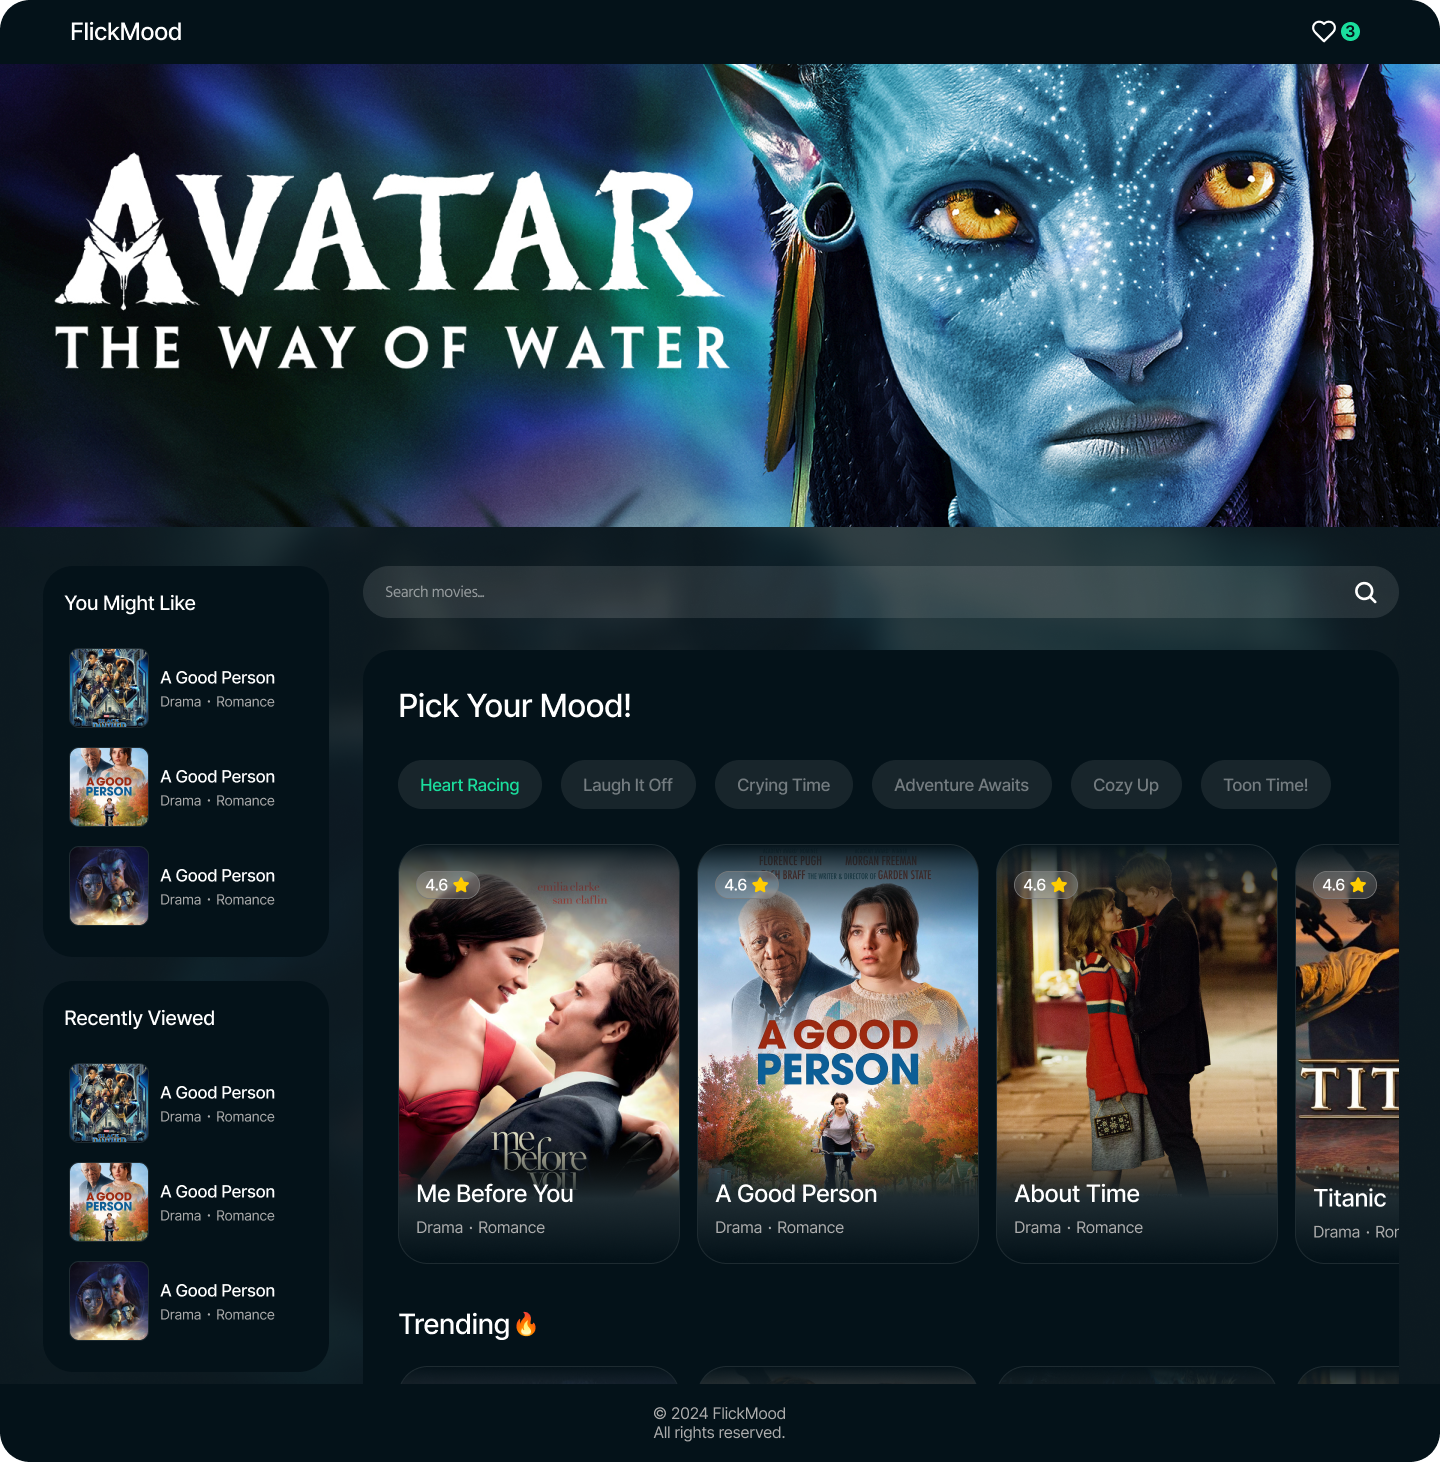 FlickMood
3
AVATAR
THE WAY OF WATER
You Might Like
A Good Person
Drama · Romance
A GOOD
PERSON
A Good Person
Drama · Romance
A Good Person
Drama · Romance
Recently Viewed
A Good Person
Drama · Romance
A GOOD
PERSON
A Good Person
Drama · Romance
A Good Person
Drama · Romance
Search movies...
Pick Your Mood!
Heart Racing
Laugh It Off
Crying Time
Adventure Awaits
Cozy Up
Toon Time!
4.6
emilia clarke
sam claflin
me
before
you
Me Before You
Drama · Romance
FLORENCE PUGH MORGAN FREEMAN
BRAFF THE WRITER & DIRECTOR OF GARDEN STATE
4.6
A GOOD
PERSON
A Good Person
Drama · Romance
4.6
About Time
Drama · Romance
4.6
TIT
Titanic
Drama · Ror
Trending🔥
© 2024 FlickMood
All rights reserved.